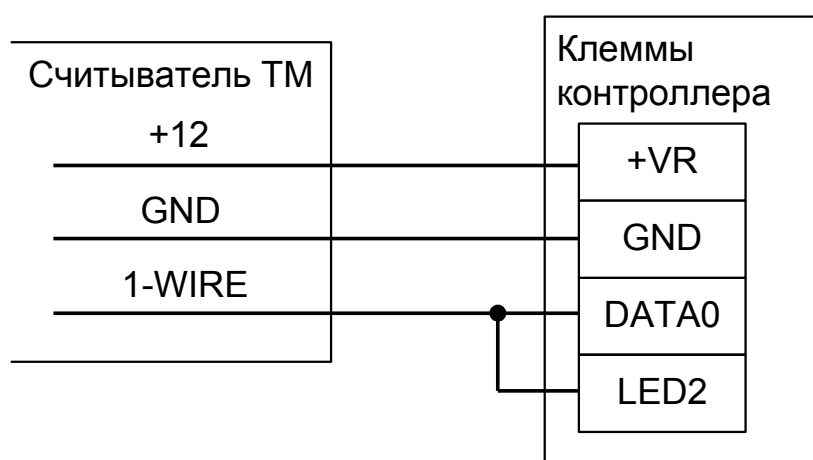 Считыватель ТМ
+12
GND
1-WIRE
Клеммы
контроллера
+VR
GND
DATA0
LED2